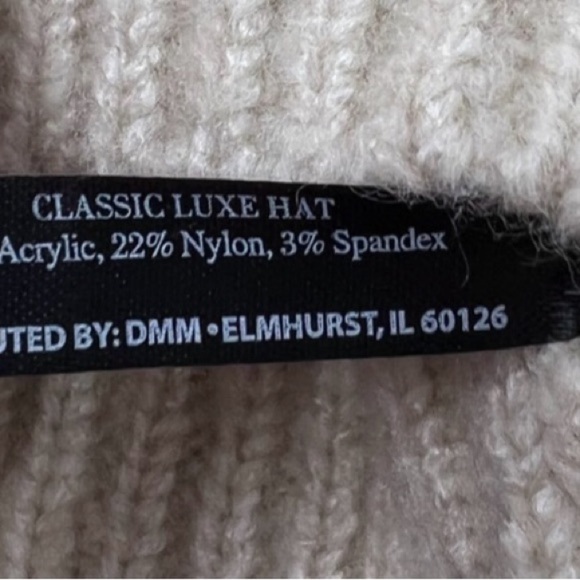 CLASSIC LUXE HAT
Acrylic, 22% Nylon, 3% Spandex
UTED BY: DMM • ELMHURST, IL 60126